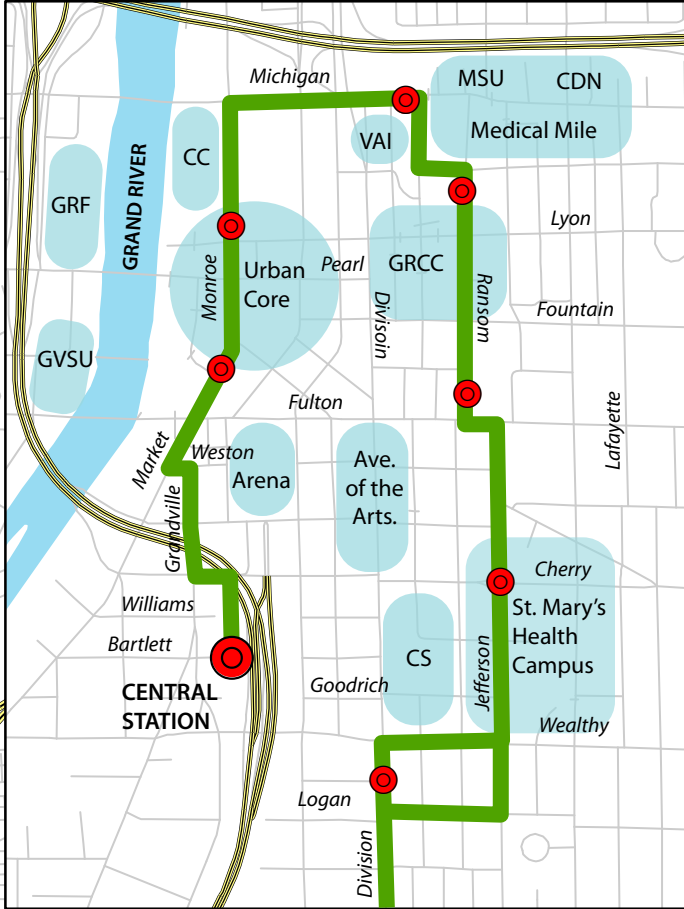 Michigan
MSU
CDN
Medical Mile
VAI
CC
GRF
GRAND RIVER
Lyon
Pearl
GRCC
Urban
Core
Monroe
Divisoin
Ransom
Fountain
GVSU
Fulton
Lafayette
Market
Weston
Arena
Ave.
of the
Arts.
Grandville
Cherry
Williams
St. Mary's
Health
Campus
Bartlett
CS
Goodrich
Jefferson
CENTRAL
STATION
Wealthy
Logan
Division